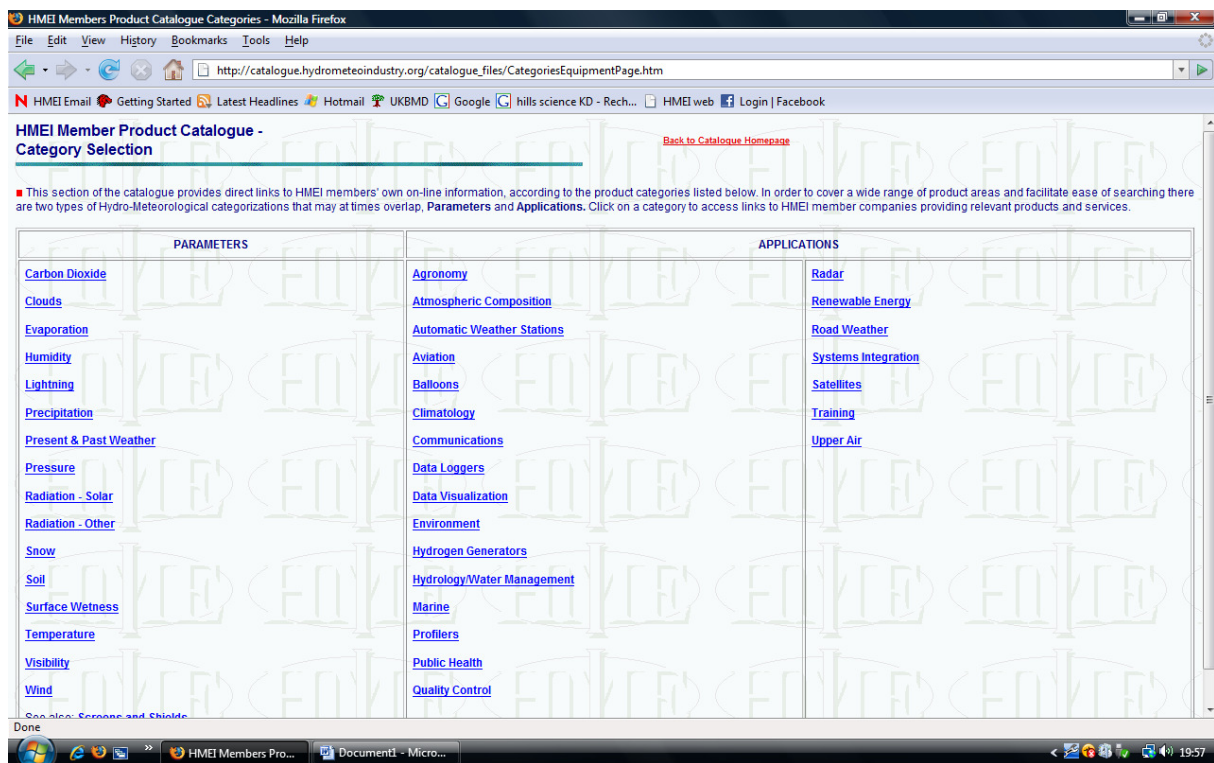 HMEI Members Product Catalogue Categories - Mozilla Firefox
File Edit View History Bookmarks Tools Help
http://catalogue.hydrometeoindustry.org/catalogue_files/CategoriesEquipmentPage.htm
HMEI Email Getting Started Latest Headlines Hotmail UKBMD Google hills science KD - Rech... HMEI web Login | Facebook
HMEI Member Product Catalogue -
Category Selection
Back to Catalogue Homepage
This section of the catalogue provides direct links to HMEI members' own on-line information, according to the product categories listed below. In order to cover a wide range of product areas and facilitate ease of searching there
are two types of Hydro-Meteorological categorizations that may at times overlap, Parameters and Applications. Click on a category to access links to HMEI member companies providing relevant products and services.
PARAMETERS
Carbon Dioxide
Clouds
Evaporation
Humidity
Lightning
Precipitation
Present & Past Weather
Pressure
Radiation - Solar
Radiation - Other
Snow
Soil
Surface Wetness
Temperature
Visibility
Wind
See also: Screens and Shields
APPLICATIONS
Agronomy
Atmospheric Composition
Automatic Weather Stations
Aviation
Balloons
Climatology
Communications
Data Loggers
Data Visualization
Environment
Hydrogen Generators
Hydrology/Water Management
Marine
Profilers
Public Health
Quality Control
Radar
Renewable Energy
Road Weather
Systems Integration
Satellites
Training
Upper Air
Done
HMEI Members Pro... Document1 - Micro... 19:57